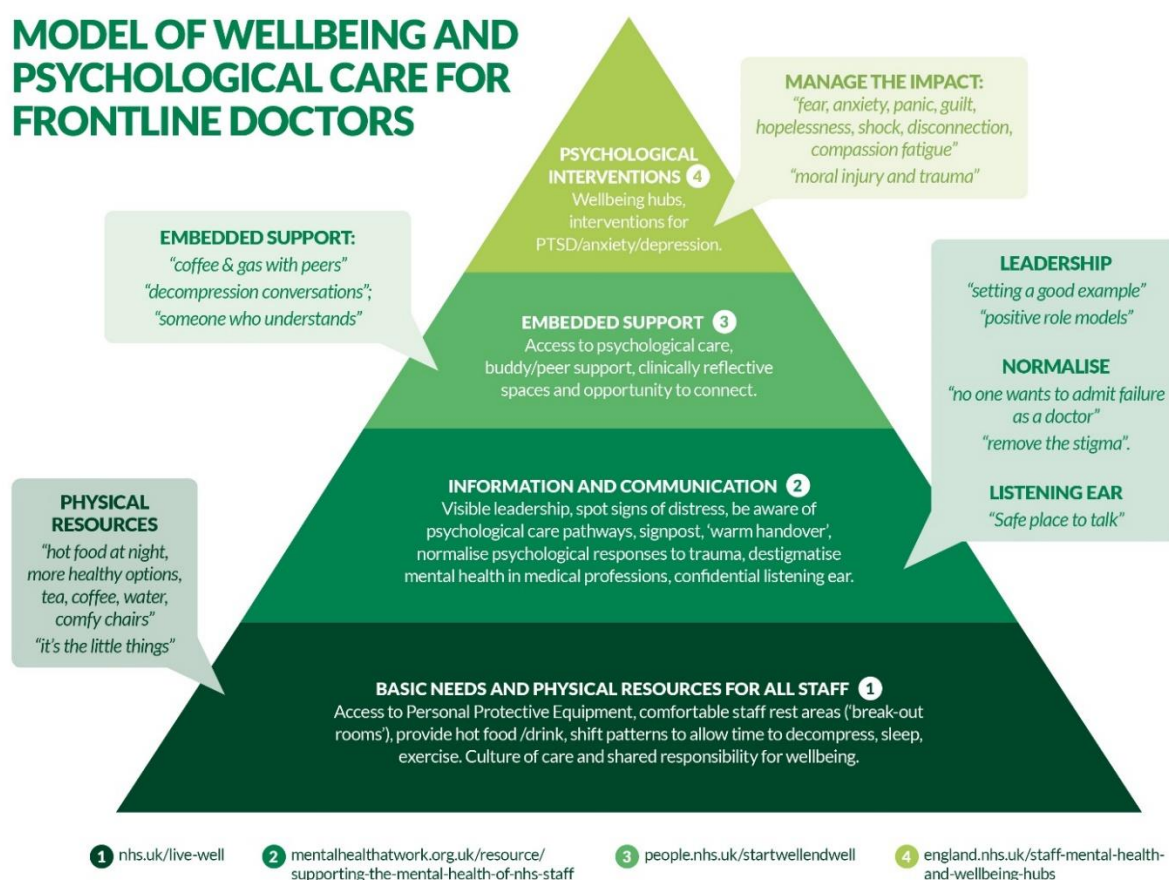 MODEL OF WELLBEING AND
PSYCHOLOGICAL CARE FOR
FRONTLINE DOCTORS
MANAGE THE IMPACT:
“fear, anxiety, panic, guilt,
hopelessness, shock, disconnection,
compassion fatigue”
“moral injury and trauma”
PSYCHOLOGICAL
INTERVENTIONS 4
Wellbeing hubs,
interventions for
PTSD/anxiety/depression.
EMBEDDED SUPPORT:
“coffee & gas with peers”
“decompression conversations”;
“someone who understands”
EMBEDDED SUPPORT 3
Access to psychological care,
buddy/peer support, clinically reflective
spaces and opportunity to connect.
LEADERSHIP
“setting a good example”
“positive role models”
NORMALISE
“no one wants to admit failure
as a doctor”
“remove the stigma”.
LISTENING EAR
“Safe place to talk”
INFORMATION AND COMMUNICATION 2
Visible leadership, spot signs of distress, be aware of
psychological care pathways, signpost, ‘warm handover’,
normalise psychological responses to trauma, destigmatise
mental health in medical professions, confidential listening ear.
PHYSICAL
RESOURCES
“hot food at night,
more healthy options,
tea, coffee, water,
comfy chairs”
“it’s the little things”
BASIC NEEDS AND PHYSICAL RESOURCES FOR ALL STAFF 1
Access to Personal Protective Equipment, comfortable staff rest areas (‘break-out
rooms’), provide hot food /drink, shift patterns to allow time to decompress, sleep,
exercise. Culture of care and shared responsibility for wellbeing.
1 nhs.uk/live-well
2 mentalhealthatwork.org.uk/resource/
supporting-the-mental-health-of-nhs-staff
3 people.nhs.uk/startwellendwell
4 england.nhs.uk/staff-mental-health-
and-wellbeing-hubs